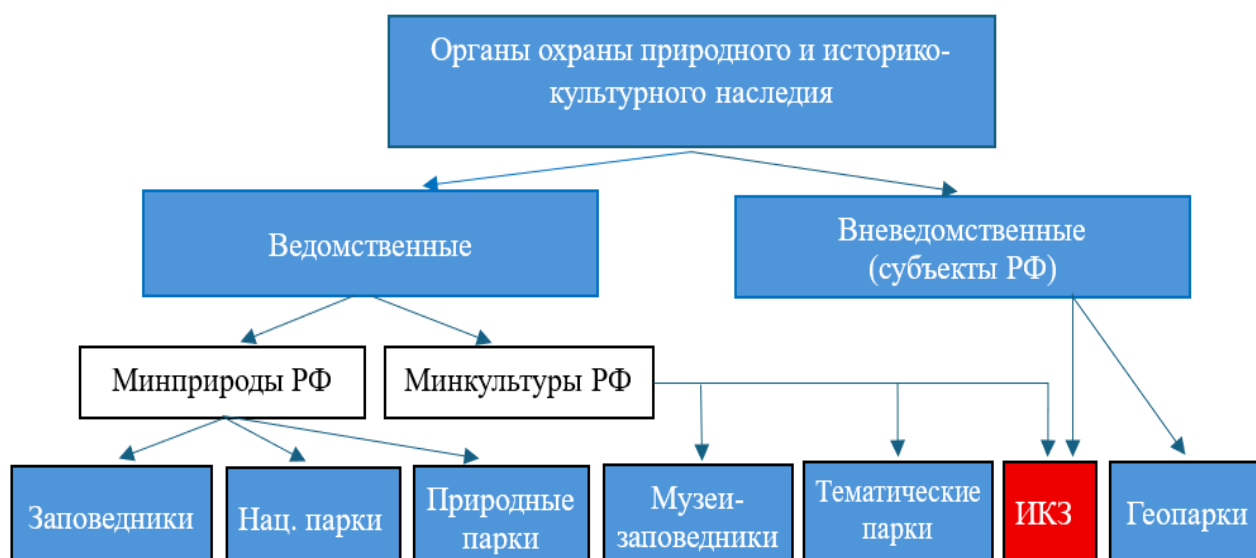 Органы охраны природного и историко-
культурного наследия
Ведомственные
Вневедомственные
(субъекты РФ)
Минприроды РФ
Минкультуры РФ
Заповедники
Нац. парки
Природные
парки
Музеи-
заповедники
Тематические
парки
ИКЗ
Геопарки